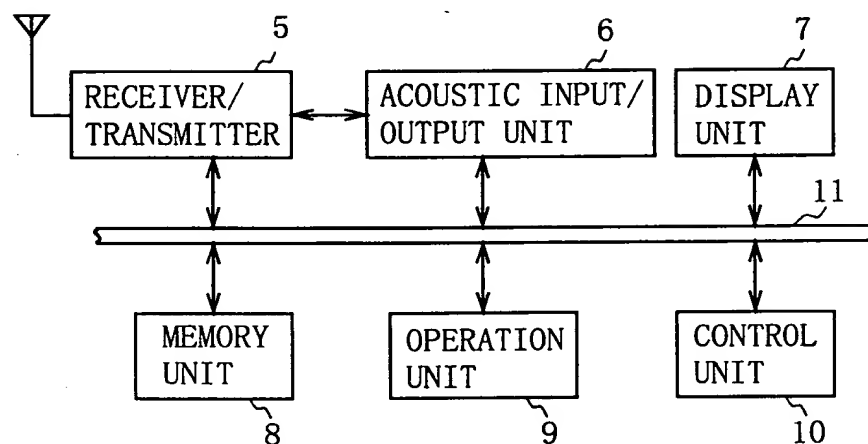 5
6
7
RECEIVER/
TRANSMITTER
ACOUSTIC INPUT/
OUTPUT UNIT
DISPLAY
UNIT
11
MEMORY
UNIT
OPERATION
UNIT
CONTROL
UNIT
8
9
10